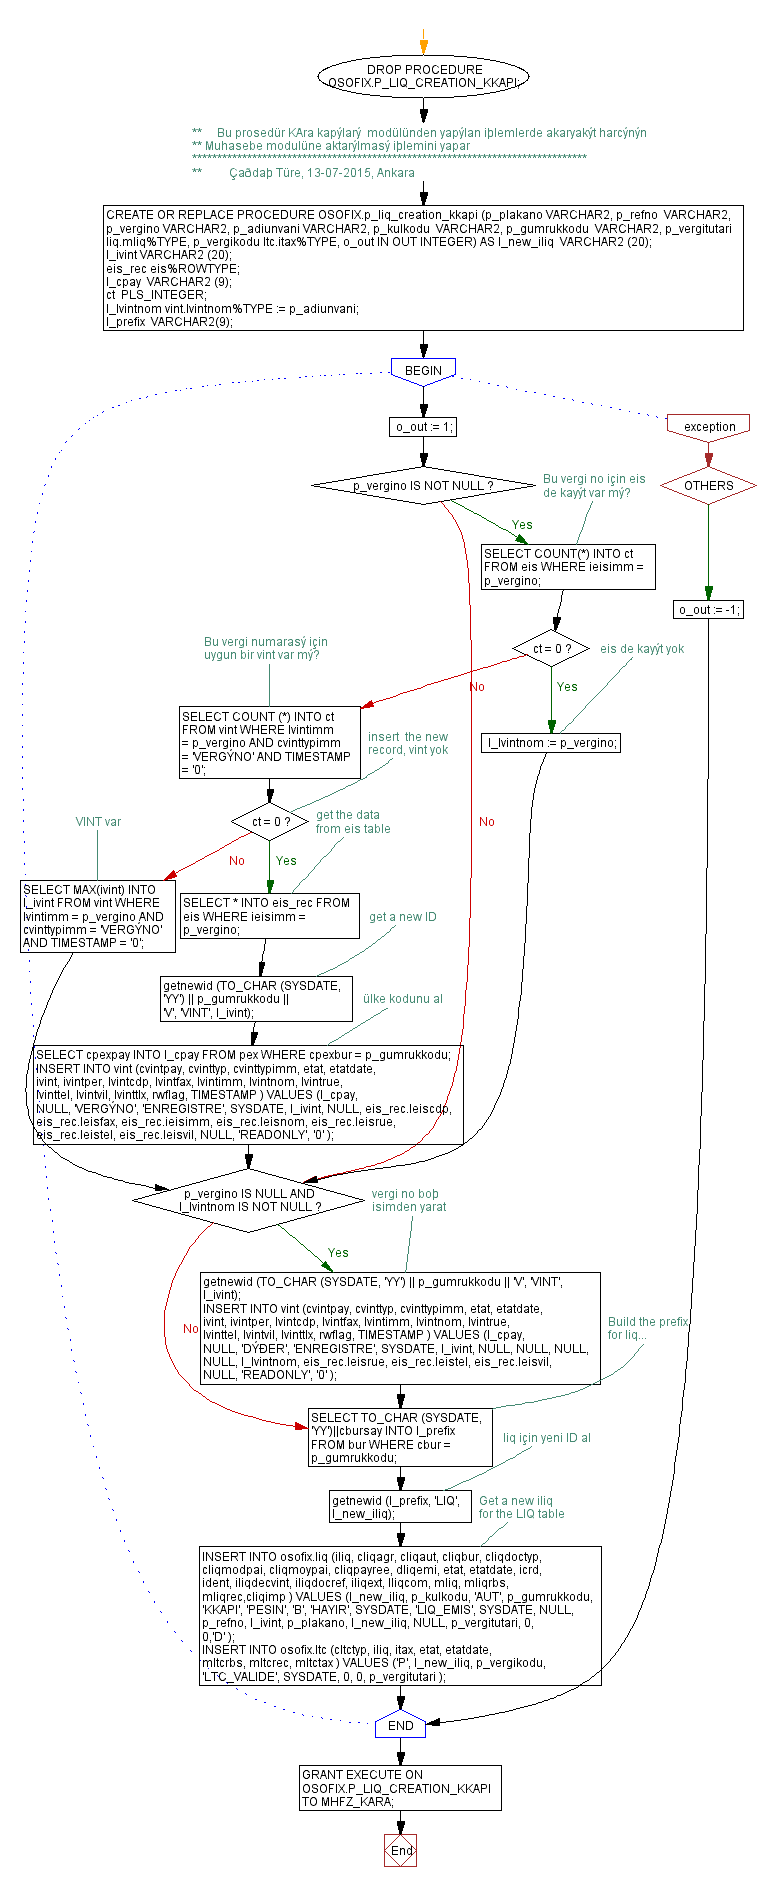 DROP PROCEDURE
OSOFIX.P_LIQ_CREATION_KKAPI;
** Bu prosedür KAra kapýlarý modülünden yapýlan iþlemlerde akaryakýt harcýnýn
** Muhasebe modulüne aktarýlmasý iþlemini yapar
*******************************************************************************
** Çaðdaþ Türe, 13-07-2015, Ankara
CREATE OR REPLACE PROCEDURE OSOFIX.p_liq_creation_kkapi (p_plakano VARCHAR2, p_refno VARCHAR2,
p_vergino VARCHAR2, p_adiunvani VARCHAR2, p_kulkodu VARCHAR2, p_gumrukkodu VARCHAR2, p_vergitutari
liq.mliq%TYPE, p_vergikodu ltc.itax%TYPE, o_out IN OUT INTEGER) AS l_new_iliq VARCHAR2 (20);
l_ivint VARCHAR2 (20);
eis_rec eis%ROWTYPE;
l_cpay VARCHAR2 (9);
ct PLS_INTEGER;
l_lvintnom vint.lvintnom%TYPE := p_adiunvani;
l_prefix VARCHAR2(9);
BEGIN
exception
o_out := 1;
p_vergino IS NOT NULL ?
Bu vergi no için eis
de kayýt var mý?
OTHERS
Yes
SELECT COUNT(*) INTO ct
FROM eis WHERE ieisimm =
p_vergino;
o_out := -1;
Bu vergi numarasý için
uygun bir vint var mý?
ct = 0 ?
eis de kayýt yok
No
Yes
SELECT COUNT (*) INTO ct
FROM vint WHERE lvintimm
= p_vergino AND cvinttypimm
= 'VERGÝNO' AND TIMESTAMP
= '0';
insert the new
record, vint yok
l_lvintnom := p_vergino;
VINT var
ct = 0 ?
get the data
from eis table
No
No
Yes
SELECT MAX(ivint) INTO
l_ivint FROM vint WHERE
lvintimm = p_vergino AND
cvinttypimm = 'VERGÝNO'
AND TIMESTAMP = '0';
SELECT * INTO eis_rec FROM
eis WHERE ieisimm =
p_vergino;
get a new ID
getnewid (TO_CHAR (SYSDATE,
'YY') || p_gumrukkodu ||
'V', 'VINT', l_ivint);
ülke kodunu al
SELECT cpexpay INTO l_cpay FROM pex WHERE cpexbur = p_gumrukkodu;
INSERT INTO vint (cvintpay, cvinttyp, cvinttypimm, etat, etatdate,
ivint, ivintper, lvintcdp, lvintfax, lvintimm, lvintnom, lvintrue,
lvinttel, lvintvil, lvinttlx, rwflag, TIMESTAMP ) VALUES (l_cpay,
NULL, 'VERGÝNO', 'ENREGISTRE', SYSDATE, l_ivint, NULL, eis_rec.leiscdp,
eis_rec.leisfax, eis_rec.ieisimm, eis_rec.leisnom, eis_rec.leisrue,
eis_rec.leistel, eis_rec.leisvil, NULL, 'READONLY', '0' );
p_vergino IS NULL AND
l_lvintnom IS NOT NULL ?
vergi no boþ
isimden yarat
Yes
getnewid (TO_CHAR (SYSDATE, 'YY') || p_gumrukkodu || 'V', 'VINT',
l_ivint);
INSERT INTO vint (cvintpay, cvinttyp, cvinttypimm, etat, etatdate,
ivint, ivintper, lvintcdp, lvintfax, lvintimm, lvintnom, lvintrue,
lvinttel, lvintvil, lvinttlx, rwflag, TIMESTAMP ) VALUES (l_cpay,
NULL, 'DÝÐER', 'ENREGISTRE', SYSDATE, l_ivint, NULL, NULL, NULL,
NULL, l_lvintnom, eis_rec.leisrue, eis_rec.leistel, eis_rec.leisvil,
NULL, 'READONLY', '0' );
No
Build the prefix
for liq...
SELECT TO_CHAR (SYSDATE,
'YY')||cbursay INTO l_prefix
FROM bur WHERE cbur =
p_gumrukkodu;
liq için yeni ID al
getnewid (l_prefix, 'LIQ',
l_new_iliq);
Get a new iliq
for the LIQ table
INSERT INTO osofix.liq (iliq, cliqagr, cliqaut, cliqbur, cliqdoctyp,
cliqmodpai, cliqmoypai, cliqpayree, dliqemi, etat, etatdate, icrd,
ident, iliqdecvint, iliqdocref, iliqext, lliqcom, mliq, mliqrbs,
mliqrec,cliqimp ) VALUES (l_new_iliq, p_kulkodu, 'AUT', p_gumrukkodu,
'KKAPI', 'PESIN', 'B', 'HAYIR', SYSDATE, 'LIQ_EMIS', SYSDATE, NULL,
p_refno, l_ivint, p_plakano, l_new_iliq, NULL, p_vergitutari, 0,
0,'D' );
INSERT INTO osofix.ltc (cltctyp, iliq, itax, etat, etatdate,
mltcrbs, mltcrec, mltctax ) VALUES ('P', l_new_iliq, p_vergikodu,
'LTC_VALIDE', SYSDATE, 0, 0, p_vergitutari );
END
GRANT EXECUTE ON
OSOFIX.P_LIQ_CREATION_KKAPI
TO MHFZ_KARA;
End